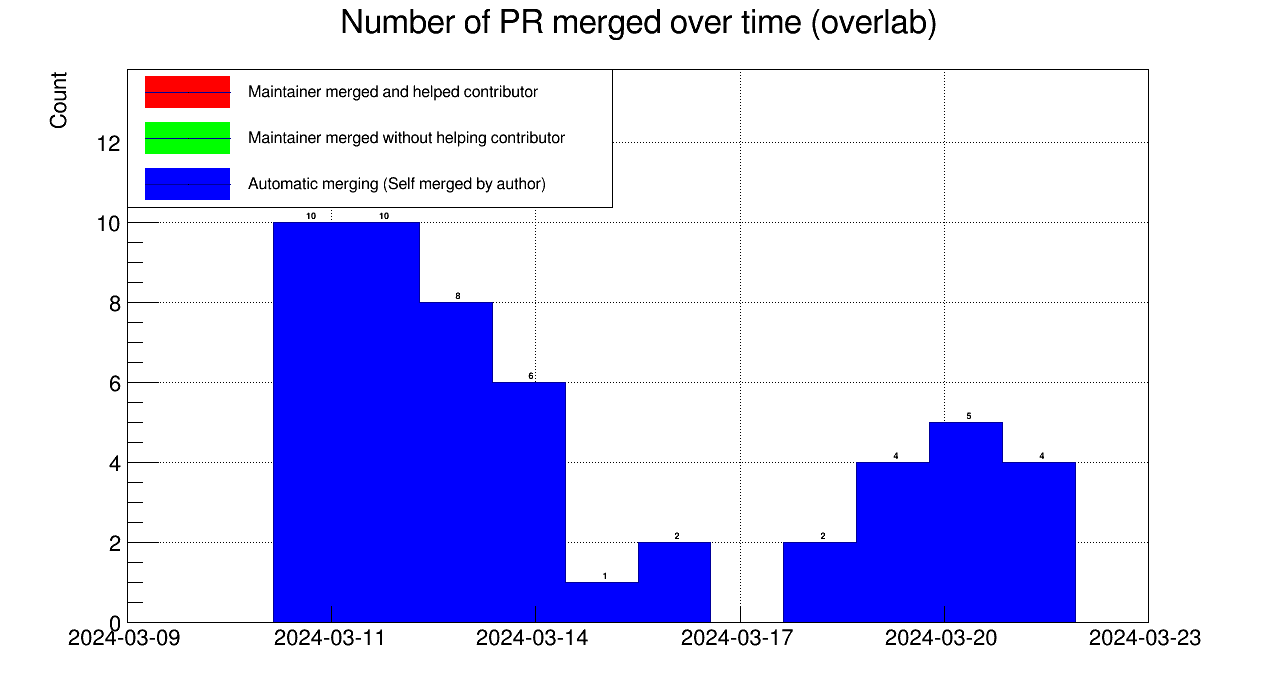 Number of PR merged over time (overlab)
Count
Maintainer merged and helped contributor
Maintainer merged without helping contributor
Automatic merging (Self merged by author)
12
10
8
6
4
2
0
10 10 8 6 1 2 2 4 5 4
2024-03-09 2024-03-11 2024-03-14 2024-03-17 2024-03-20 2024-03-23